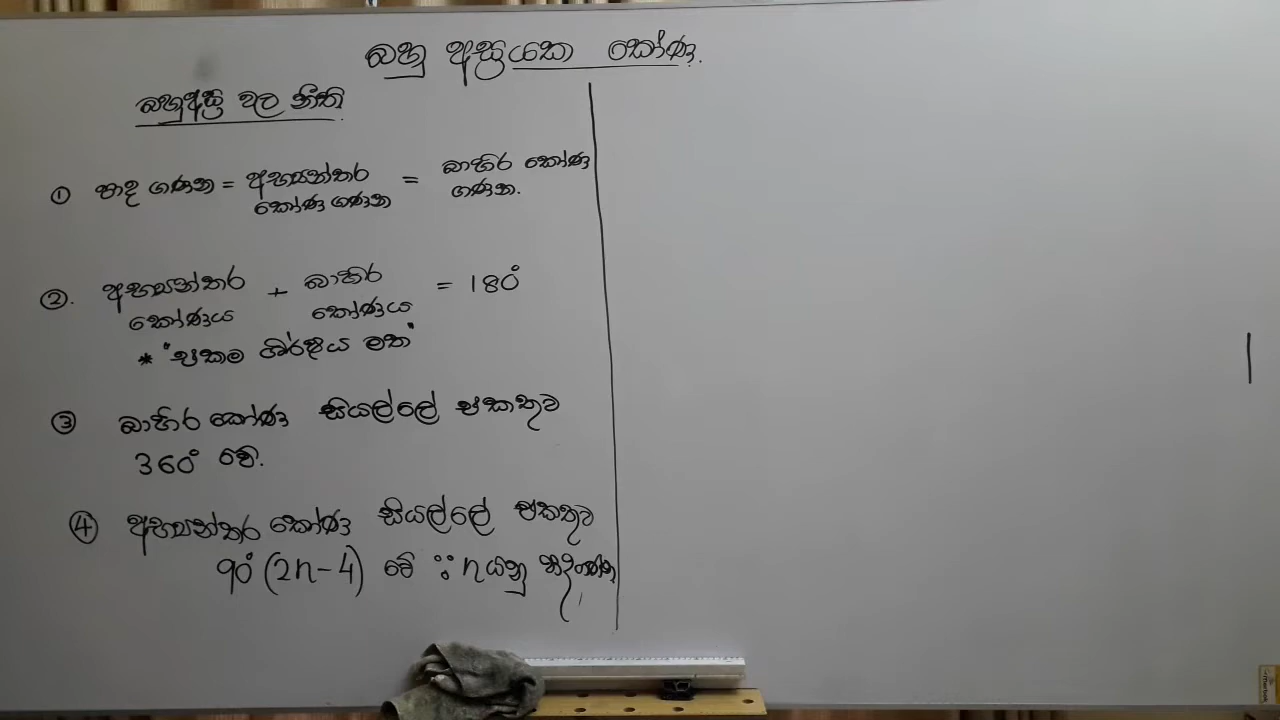 බහු අස්‍රයක කෝණ.
බහුඅස්‍ර වල නීති
① පාද ගණන = අභ්‍යන්තර කෝණ ගණන = බාහිර කෝණ ගණන.
②. අභ්‍යන්තර කෝණය + බාහිර කෝණය = 180°
* "එකම ශීර්ෂය මත"
③ බාහිර කෝණ සියල්ලේ එකතුව
360° වේ.
④ අභ්‍යන්තර කෝණ සියල්ලේ එකතුව
90° (2n-4) වේ ∵ n යනු